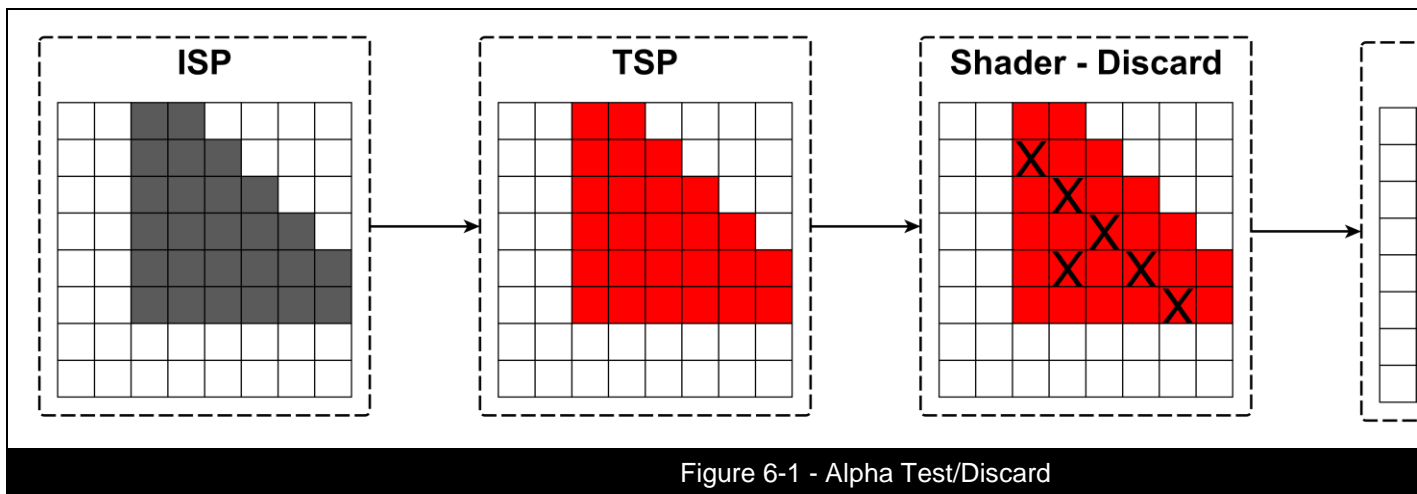 ISP
TSP
Shader - Discard
X
X
X
X X
X
Figure 6-1 - Alpha Test/Discard